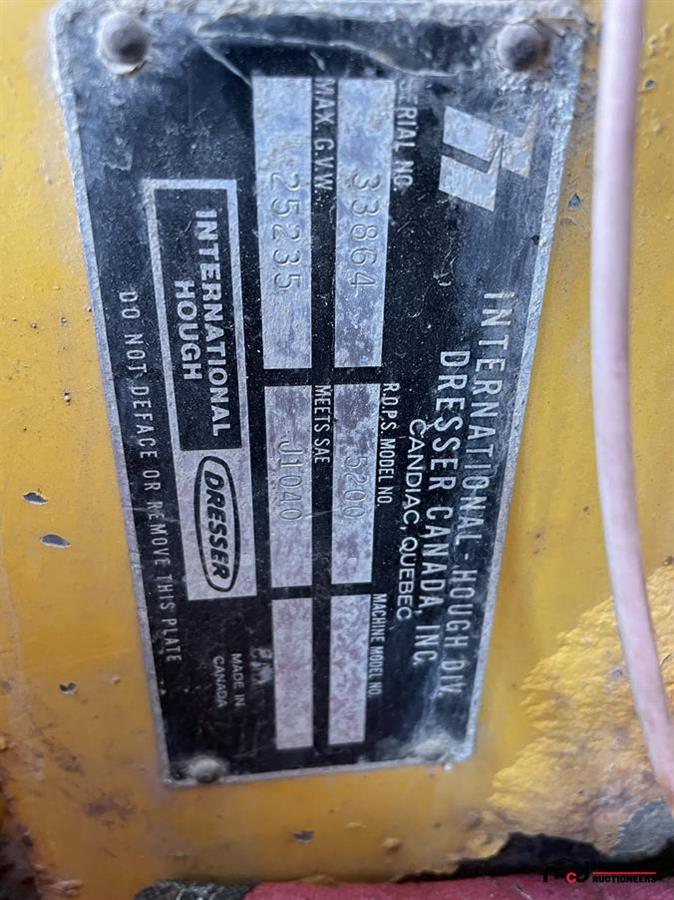 INTERNATIONAL - HOUGH DIV.
DRESSER CANADA, INC.
CANDIAC, QUEBEC
SERIAL NO. R.O.P.S. MODEL NO. MACHINE MODEL NO.
33864 5200
MAX. G.V.W. MEETS SAE
25235 J1040
INTERNATIONAL
HOUGH
DRESSER
MADE IN
CANADA
DO NOT DEFACE OR REMOVE THIS PLATE
AUCTIONEERS